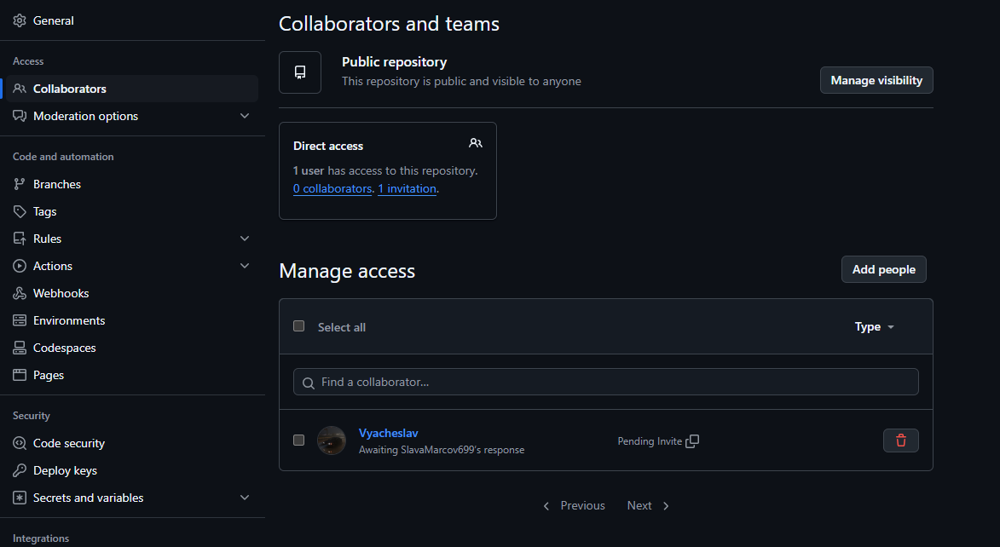 General
Access
Collaborators
Moderation options
Code and automation
Branches
Tags
Rules
Actions
Webhooks
Environments
Codespaces
Pages
Security
Code security
Deploy keys
Secrets and variables
Integrations
Collaborators and teams
Public repository
This repository is public and visible to anyone
Manage visibility
Direct access
1 user has access to this repository.
0 collaborators. 1 invitation.
Manage access
Add people
Select all
Type
Find a collaborator...
Vyacheslav
Awaiting SlavaMarcov699's response
Pending Invite
Previous
Next